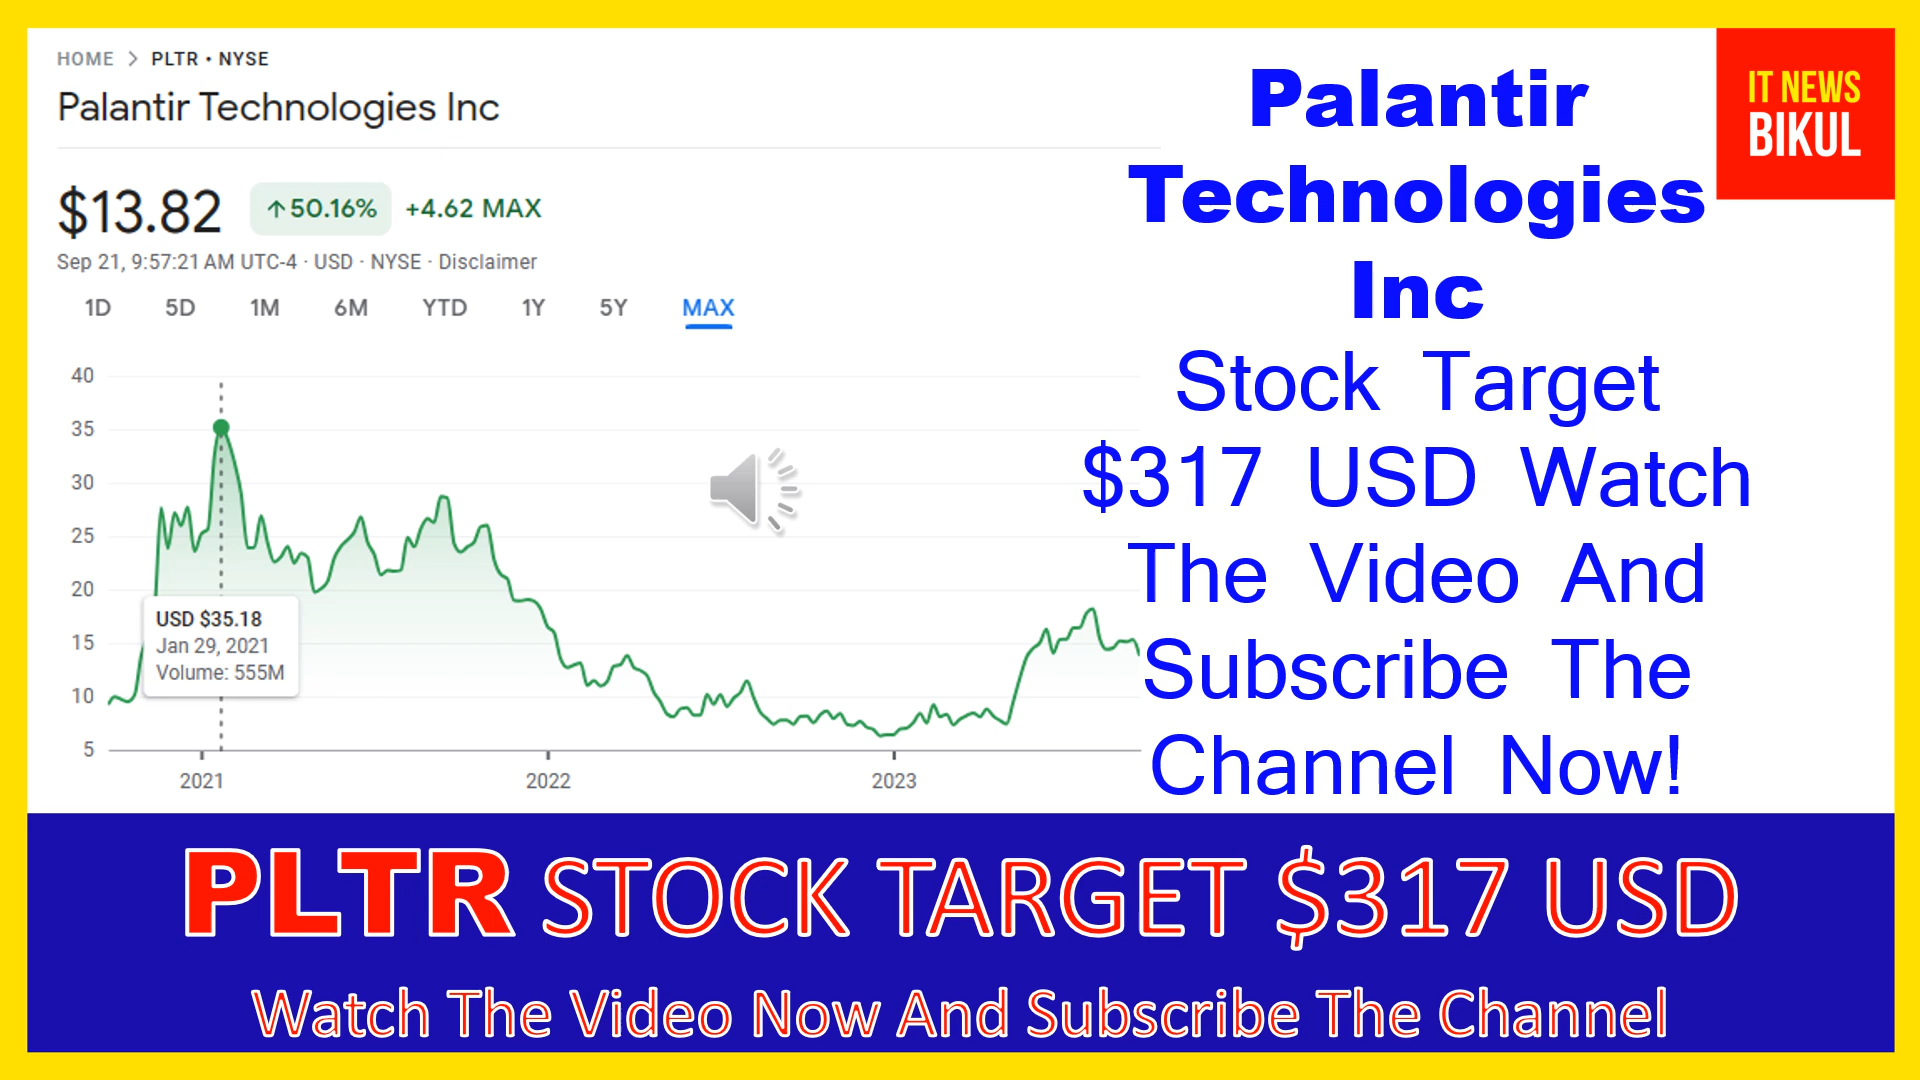 HOME > PLTR • NYSE
Palantir Technologies Inc
$13.82 ↑50.16% +4.62 MAX
Sep 21, 9:57:21 AM UTC-4 · USD · NYSE · Disclaimer
1D 5D 1M 6M YTD 1Y 5Y MAX
40
35
30
25
20
15
10
5
USD $35.18
Jan 29, 2021
Volume: 555M
2021 2022 2023
Palantir
Technologies
Inc
Stock Target
$317 USD Watch
The Video And
Subscribe The
Channel Now!
IT NEWS
BIKUL
PLTR STOCK TARGET $317 USD
Watch The Video Now And Subscribe The Channel